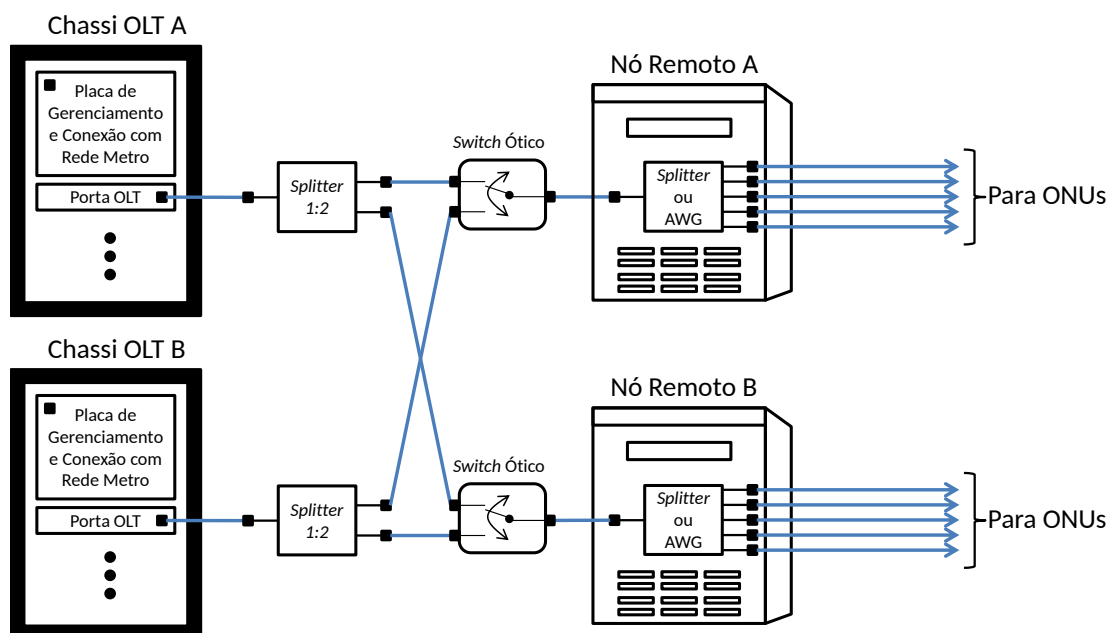 Chassi OLT A
Placa de
Gerenciamento
e Conexão com
Rede Metro
Porta OLT
Splitter
1:2
Switch Ótico
Nó Remoto A
Splitter
ou
AWG
Para ONUs
Chassi OLT B
Placa de
Gerenciamento
e Conexão com
Rede Metro
Porta OLT
Splitter
1:2
Switch Ótico
Nó Remoto B
Splitter
ou
AWG
Para ONUs